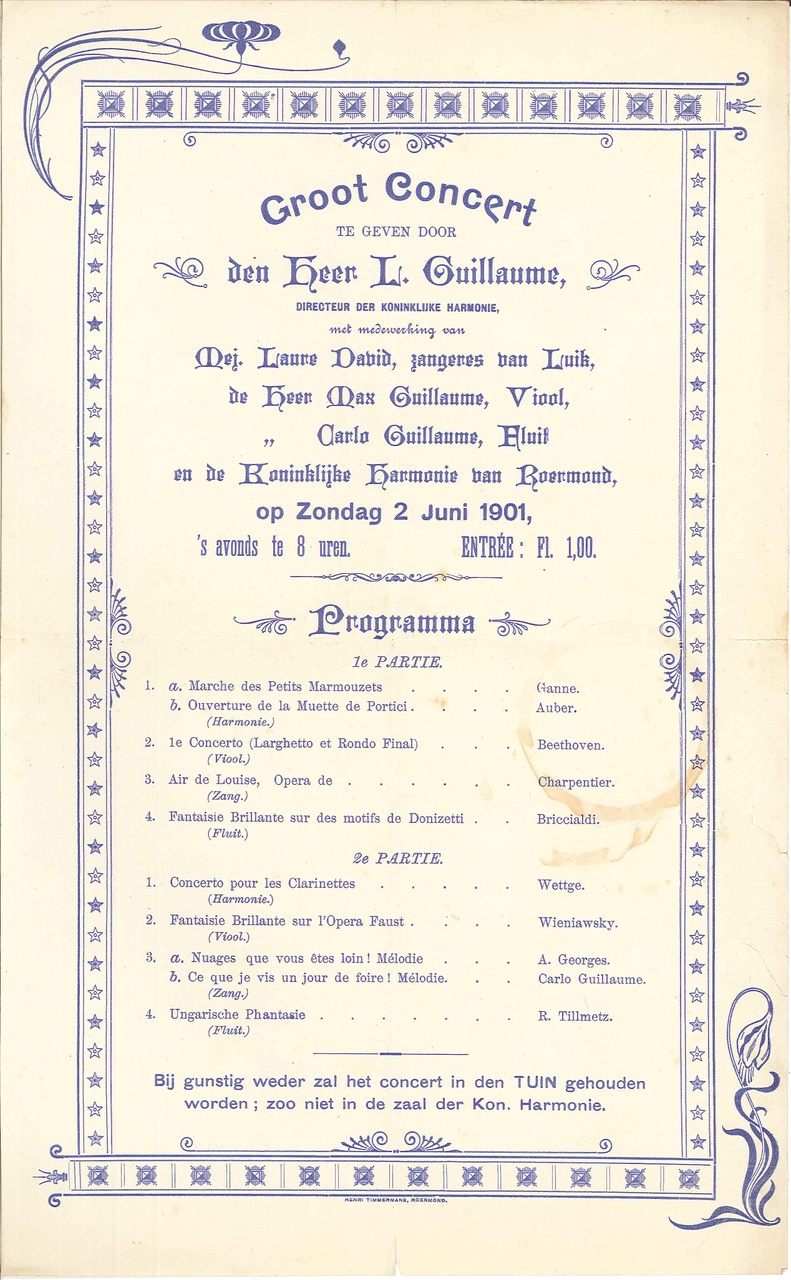 Groot Concert
TE GEVEN DOOR
den Heer L. Guillaume,
DIRECTEUR DER KONINKLIJKE HARMONIE,
met medewerking van
Mej. Laure David, zangeres van Luik,
de Heer Max Guillaume, Viool,
„ Carlo Guillaume, Fluit
en de Koninklijke Harmonie van Roermond,
op Zondag 2 Juni 1901,
's avonds te 8 uren. ENTRÉE: Fl. 1,00.
Programma
1e PARTIE.
1. a. Marche des Petits Marmouzets . . . . Ganne.
b. Ouverture de la Muette de Portici . . . . Auber.
(Harmonie.)
2. 1e Concerto (Larghetto et Rondo Final) . . . Beethoven.
(Viool.)
3. Air de Louise, Opera de . . . . . . Charpentier.
(Zang.)
4. Fantaisie Brillante sur des motifs de Donizetti . . Briccialdi.
(Fluit.)
2e PARTIE.
1. Concerto pour les Clarinettes . . . . . Wettge.
(Harmonie.)
2. Fantaisie Brillante sur l'Opera Faust . . . . Wieniawsky.
(Viool.)
3. a. Nuages que vous êtes loin! Mélodie . . . A. Georges.
b. Ce que je vis un jour de foire! Mélodie. . . Carlo Guillaume.
(Zang.)
4. Ungarische Phantasie . . . . . . . R. Tillmetz.
(Fluit.)
Bij gunstig weder zal het concert in den TUIN gehouden
worden; zoo niet in de zaal der Kon. Harmonie.
HENRI TIMMERMANS, ROERMOND.